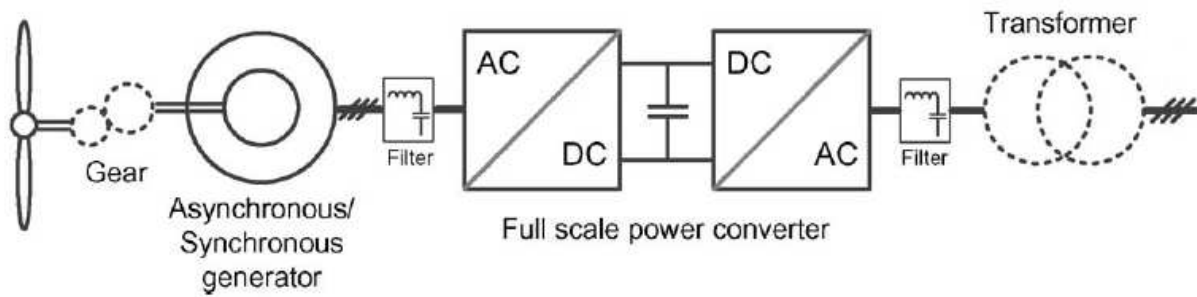 Transformer
AC
DC
DC
AC
Filter
Filter
Gear
Asynchronous/
Synchronous
generator
Full scale power converter